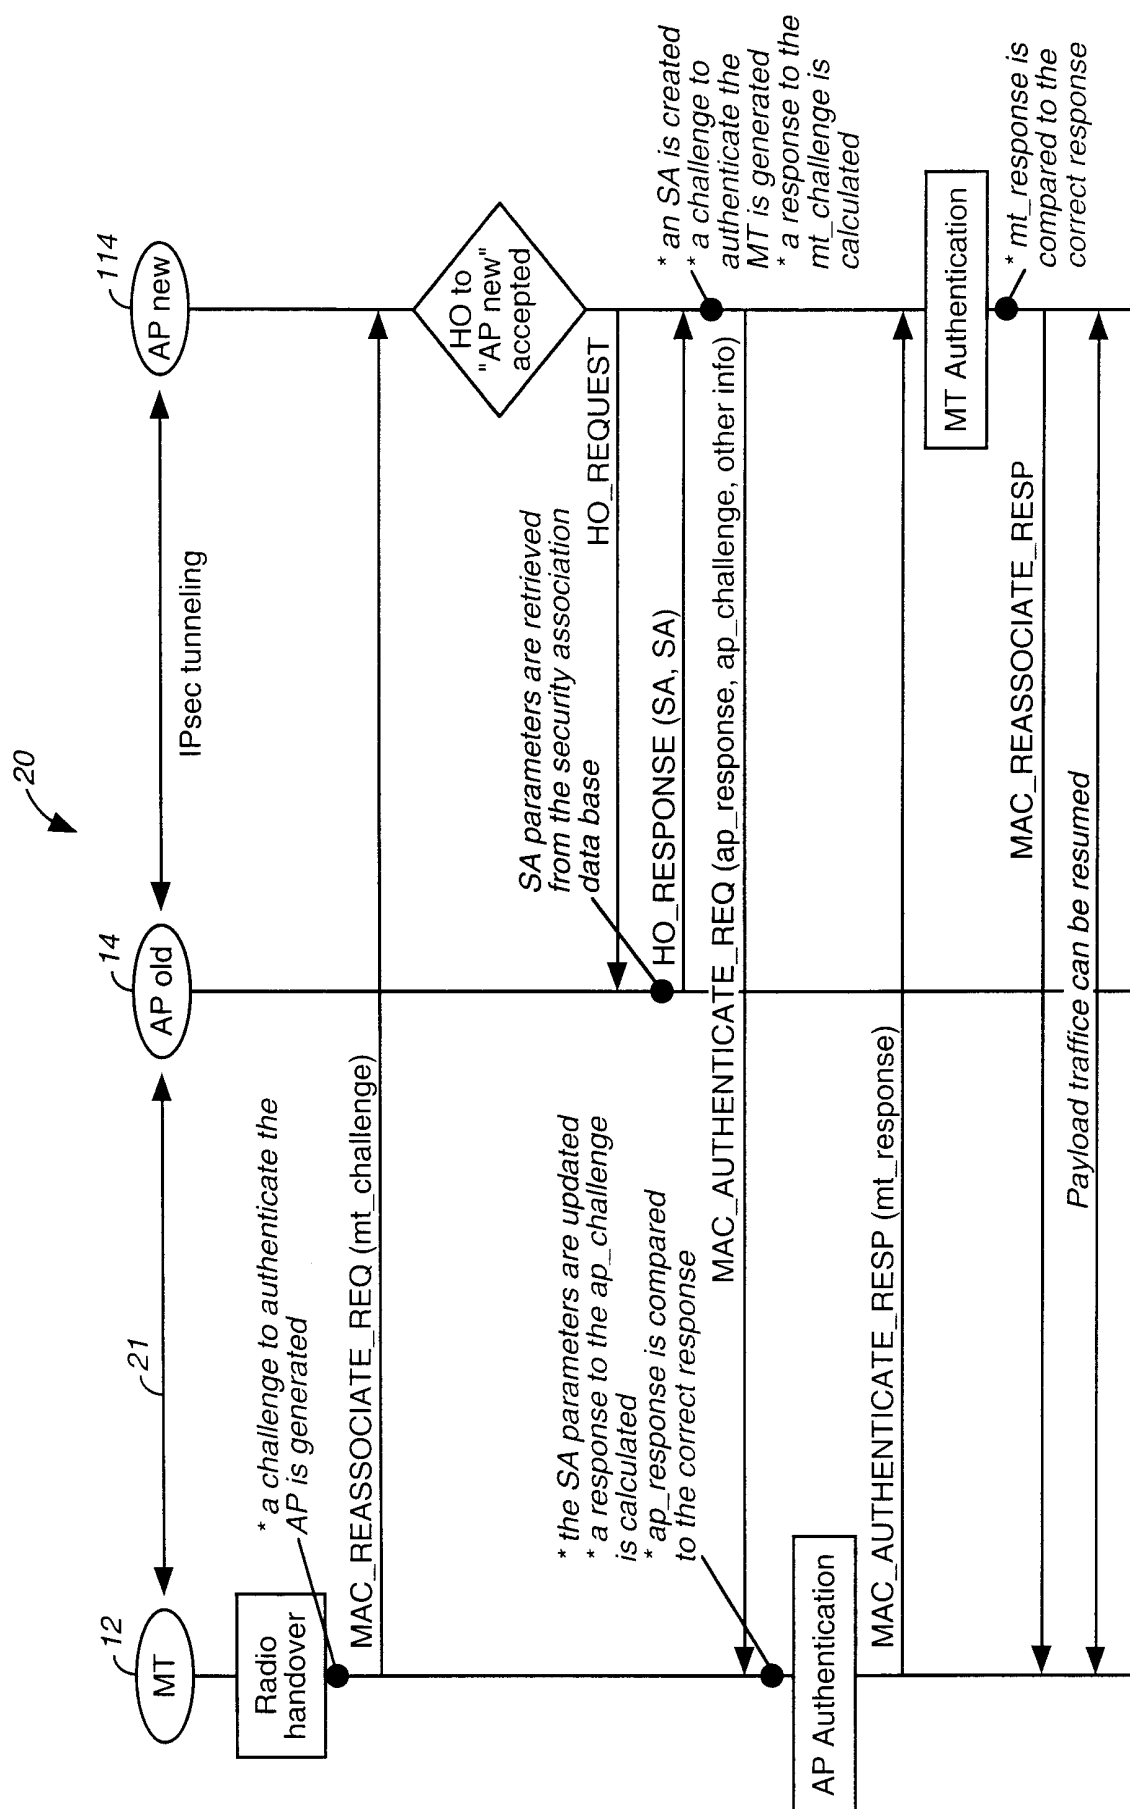 20
12
21
14
114
MT
AP old
AP new
IPsec tunneling
Radio
handover
* a challenge to authenticate the
AP is generated
MAC_REASSOCIATE_REQ (mt_challenge)
HO to
"AP new"
accepted
HO_REQUEST
SA parameters are retrieved
from the security association
data base
HO_RESPONSE (SA, SA)
* an SA is created
* a challenge to
authenticate the
MT is generated
* a response to the
mt_challenge is
calculated
MAC_AUTHENTICATE_REQ (ap_response, ap_challenge, other info)
* the SA parameters are updated
* a response to the ap_challenge
is calculated
* ap_response is compared
to the correct response
AP Authentication
MAC_AUTHENTICATE_RESP (mt_response)
MT Authentication
* mt_response is
compared to the
correct response
MAC_REASSOCIATE_RESP
Payload traffice can be resumed